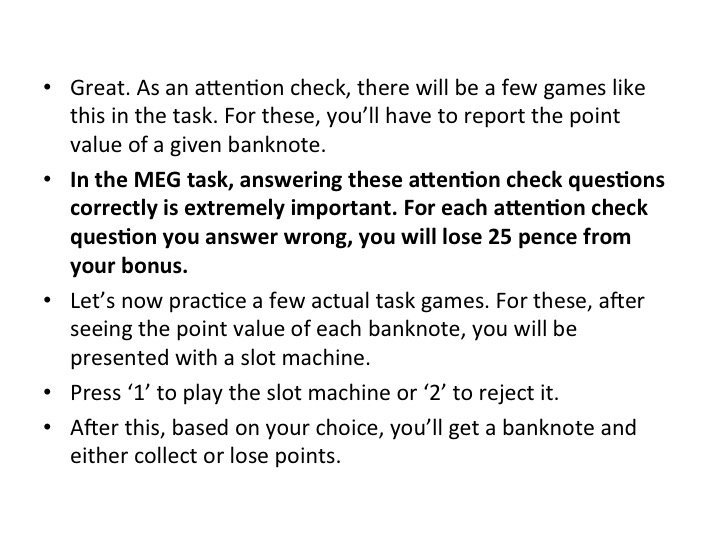 • Great. As an attention check, there will be a few games like
this in the task. For these, you’ll have to report the point
value of a given banknote.
• In the MEG task, answering these attention check questions
correctly is extremely important. For each attention check
question you answer wrong, you will lose 25 pence from
your bonus.
• Let’s now practice a few actual task games. For these, after
seeing the point value of each banknote, you will be
presented with a slot machine.
• Press ‘1’ to play the slot machine or ‘2’ to reject it.
• After this, based on your choice, you’ll get a banknote and
either collect or lose points.